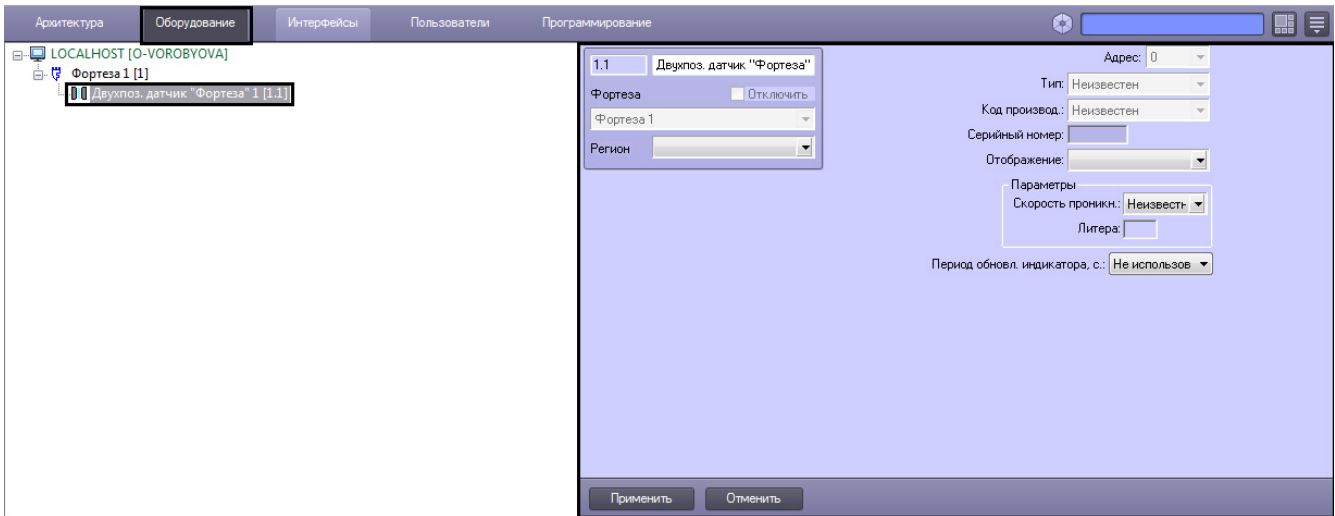 Архитектура Оборудование Интерфейсы Пользователи Программирование
LOCALHOST [O-VOROBYOVA]
Фортеза 1 [1]
Двухпоз. датчик "Фортеза" 1 [1.1]
1.1 Двухпоз. датчик "Фортеза"
Фортеза Отключить
Фортеза 1
Регион
Адрес: 0
Тип: Неизвестен
Код производ.: Неизвестен
Серийный номер:
Отображение:
Параметры
Скорость проникн.: Неизвестн
Литера:
Период обновл. индикатора, с.: Не использов
Применить Отменить